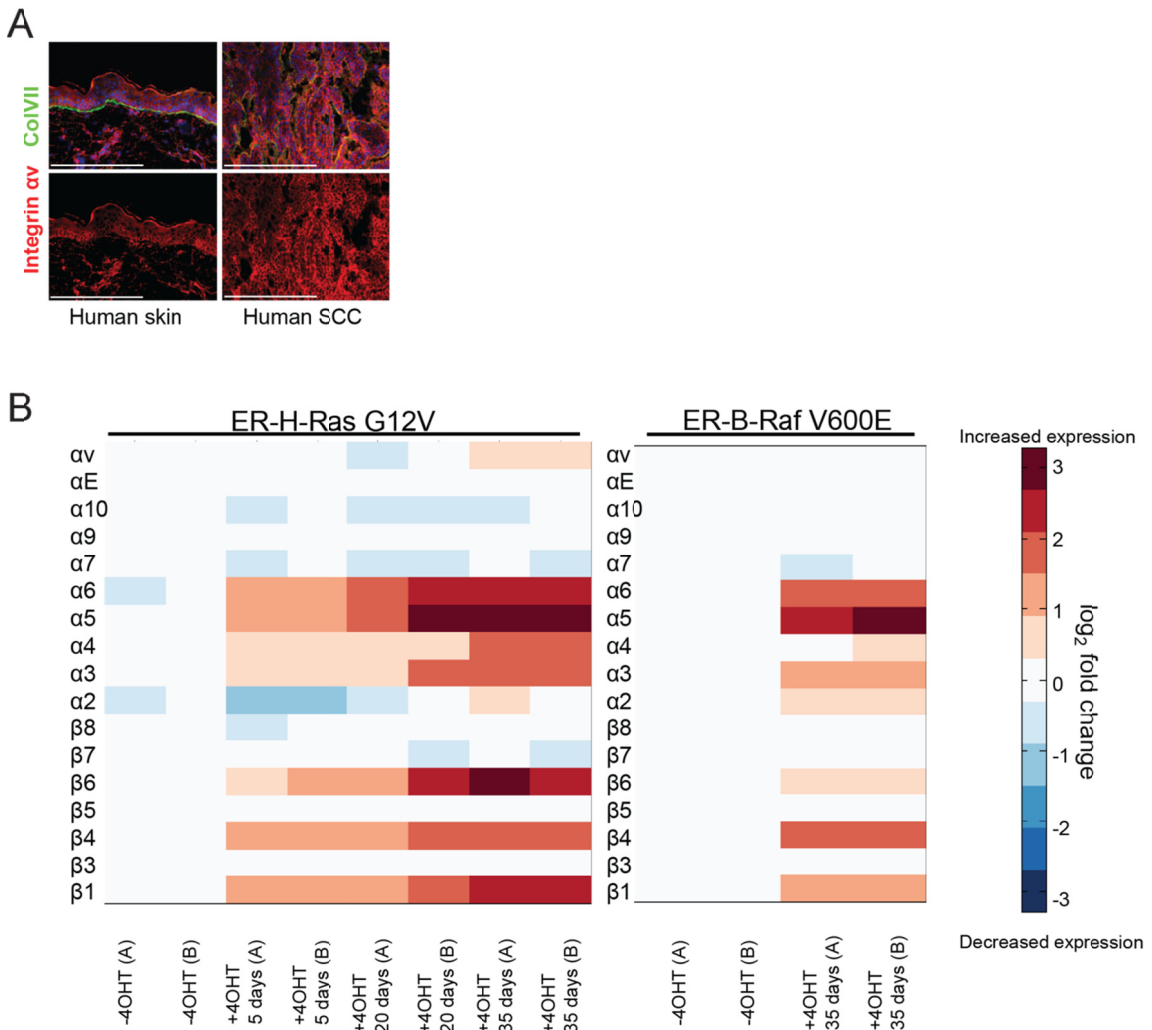 A
ColVII
Integrin αv
Human skin
Human SCC
B
ER-H-Ras G12V
ER-B-Raf V600E
αv
αE
α10
α9
α7
α6
α5
α4
α3
α2
β8
β7
β6
β5
β4
β3
β1
-4OHT (A)
-4OHT (B)
+4OHT
5 days (A)
+4OHT
5 days (B)
+4OHT
20 days (A)
+4OHT
20 days (B)
+4OHT
35 days (A)
+4OHT
35 days (B)
αv
αE
α10
α9
α7
α6
α5
α4
α3
α2
β8
β7
β6
β5
β4
β3
β1
-4OHT (A)
-4OHT (B)
+4OHT
35 days (A)
+4OHT
35 days (B)
Increased expression
3
2
1
0
-1
-2
-3
log2 fold change
Decreased expression